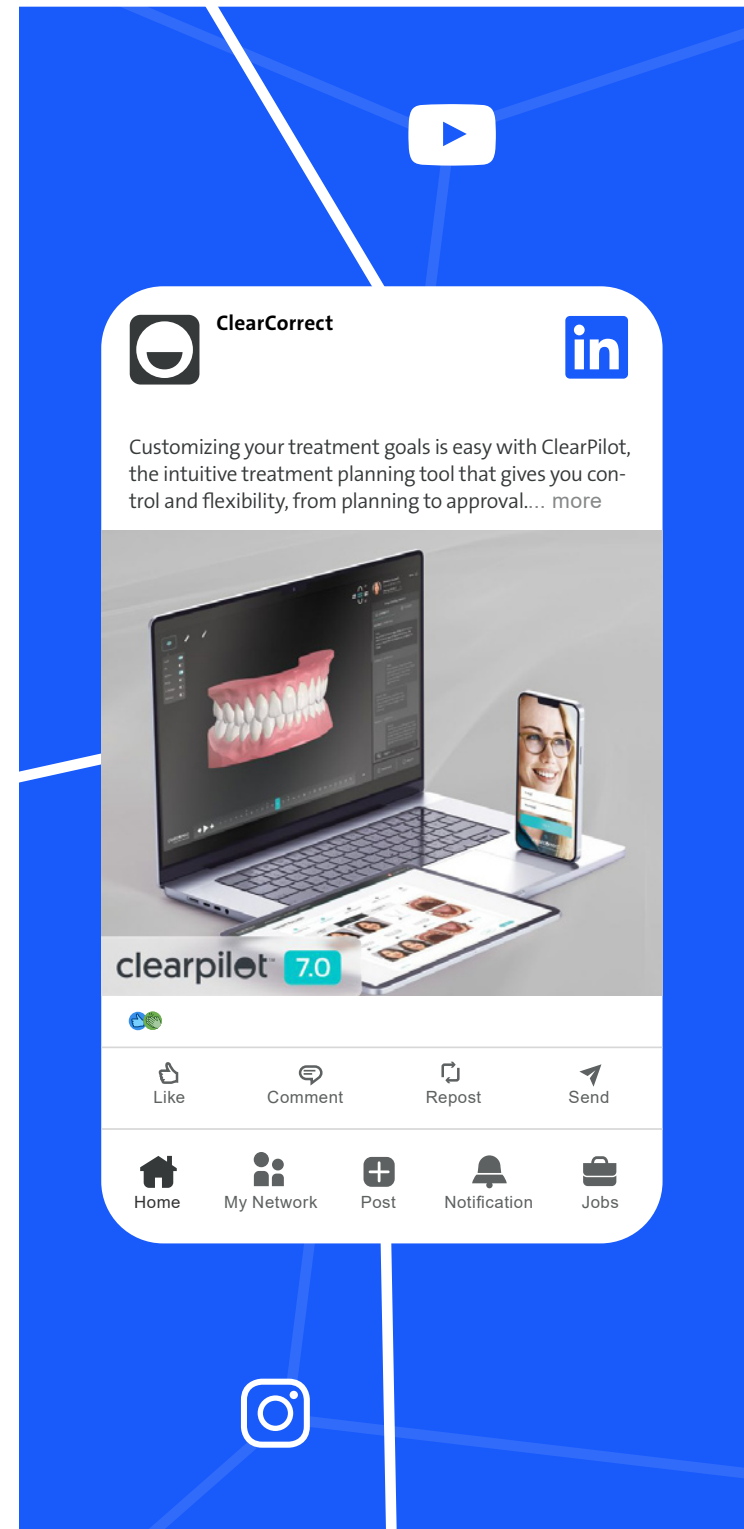 ClearCorrect
in
Customizing your treatment goals is easy with ClearPilot,
the intuitive treatment planning tool that gives you con-
trol and flexibility, from planning to approval.... more
clearpilot™ 7.0
Like Comment Repost Send
Home My Network Post Notification Jobs